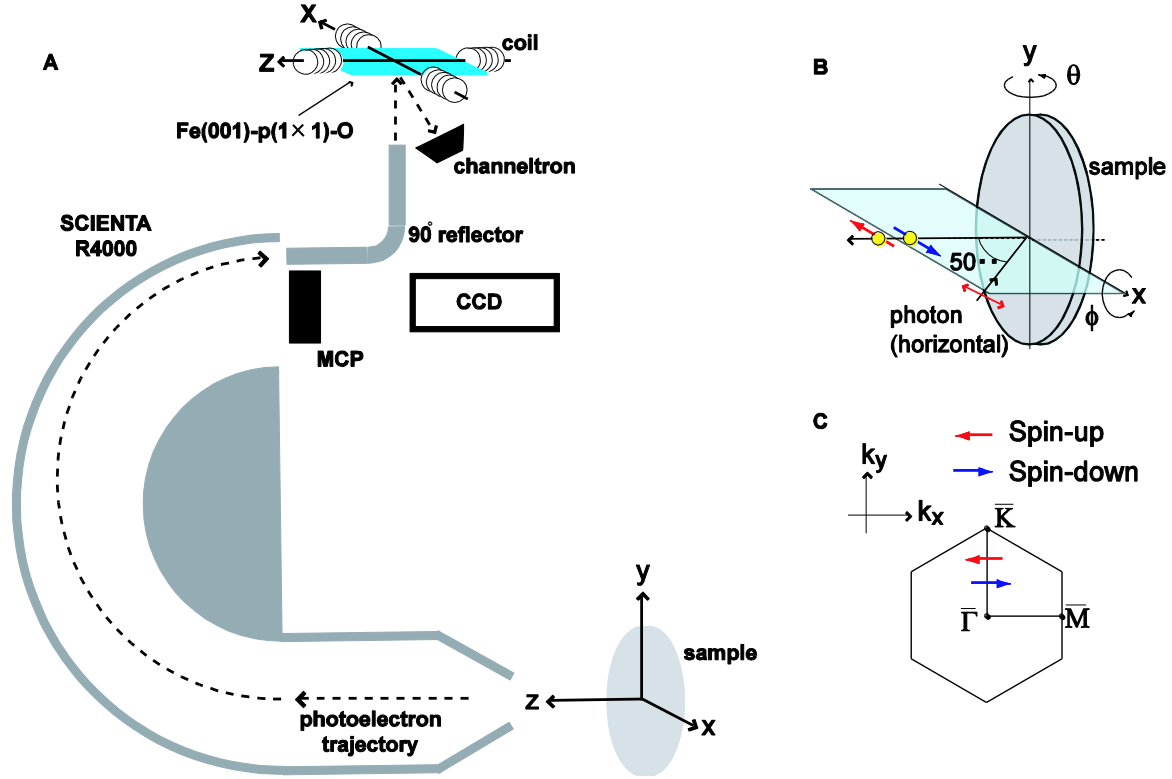 A
X
Z
coil
Fe(001)-p(1×1)-O
channeltron
SCIENTA
R4000
90° reflector
CCD
MCP
y
sample
z
x
photoelectron
trajectory
B
y
θ
sample
50
x
ϕ
photon
(horizontal)
C
Spin-up
Spin-down
ky
kx
K̅
Γ̅
M̅